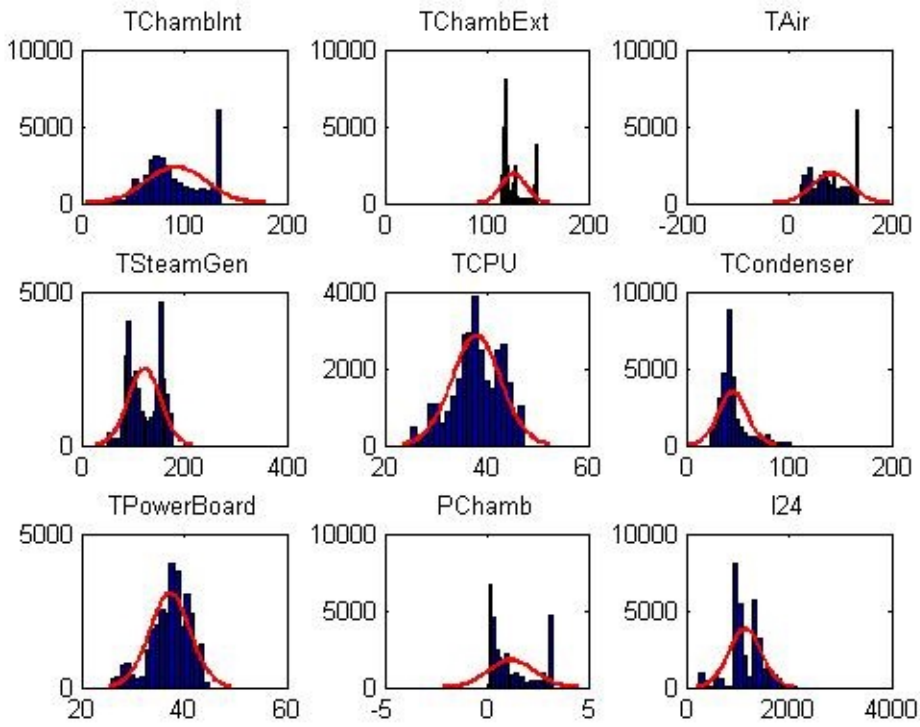 TChambInt TChambExt TAir
10000 10000 10000
5000 5000 5000
0 0 0
0 100 200 0 100 200 -200 0 200
TSteamGen TCPU TCondenser
5000 4000 10000
2000 5000
0 0 0
0 200 400 20 40 60 0 100 200
TPowerBoard PChamb I24
5000 10000 10000
5000 5000
0 0 0
20 40 60 -5 0 5 0 2000 4000